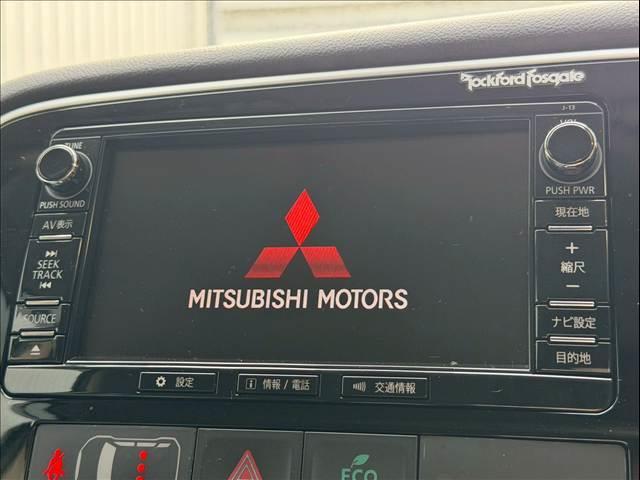 Rockford Fosgate
J-13
TUNE
PUSH SOUND
AV表示
SEEK
TRACK
SOURCE
MITSUBISHI MOTORS
PUSH PWR
現在地
+
縮尺
−
ナビ設定
目的地
設定
i 情報 / 電話
交通情報
ECO